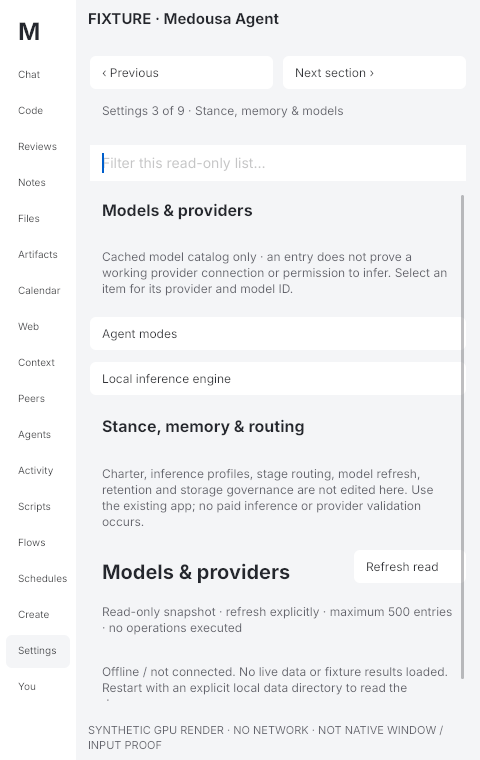 M
FIXTURE · Medousa Agent
Chat
Code
Reviews
Notes
Files
Artifacts
Calendar
Web
Context
Peers
Agents
Activity
Scripts
Flows
Schedules
Create
Settings
You
‹ Previous
Next section ›
Settings 3 of 9 · Stance, memory & models
Filter this read-only list...
Models & providers
Cached model catalog only · an entry does not prove a
working provider connection or permission to infer. Select an
item for its provider and model ID.
Agent modes
Local inference engine
Stance, memory & routing
Charter, inference profiles, stage routing, model refresh,
retention and storage governance are not edited here. Use
the existing app; no paid inference or provider validation
occurs.
Models & providers
Refresh read
Read-only snapshot · refresh explicitly · maximum 500 entries
· no operations executed
Offline / not connected. No live data or fixture results loaded.
Restart with an explicit local data directory to read the
SYNTHETIC GPU RENDER · NO NETWORK · NOT NATIVE WINDOW /
INPUT PROOF